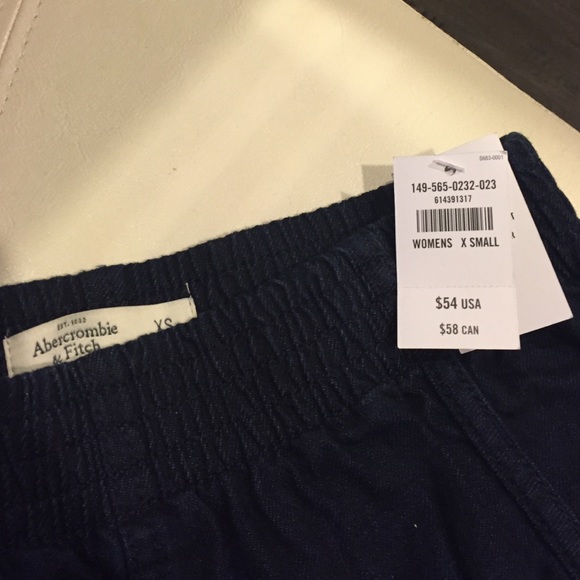 EST. 1892
Abercrombie
& Fitch
XS
149-565-0232-023
614391317
WOMENS X SMALL
$54 USA
$58 CAN